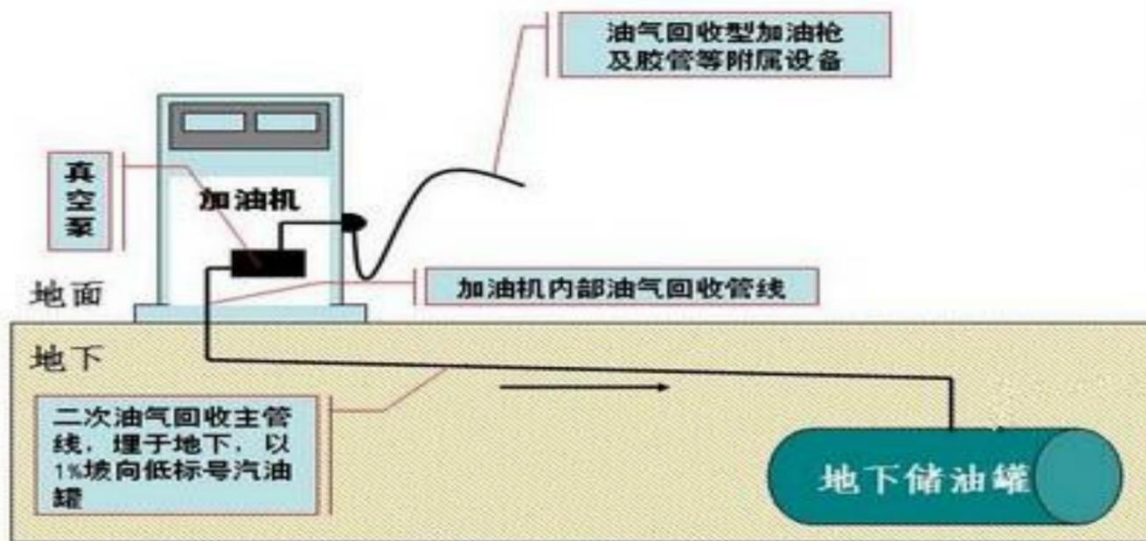 油气回收型加油枪
及胶管等附属设备
真
空
泵
加油机
加油机内部油气回收管线
地面
地下
二次油气回收主管
线，埋于地下，以
1%坡向低标号汽油
罐
地下储油罐